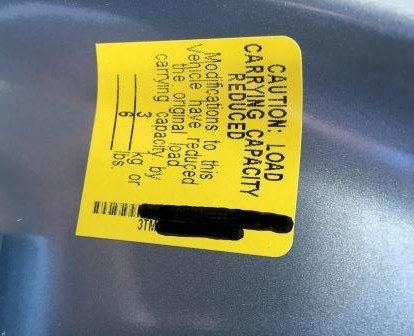 CAUTION: LOAD
CARRYING CAPACITY
REDUCED
Modifications to this
Vehicle have reduced
the original load
carrying capacity by
3 kg or
6 lbs.
3TM